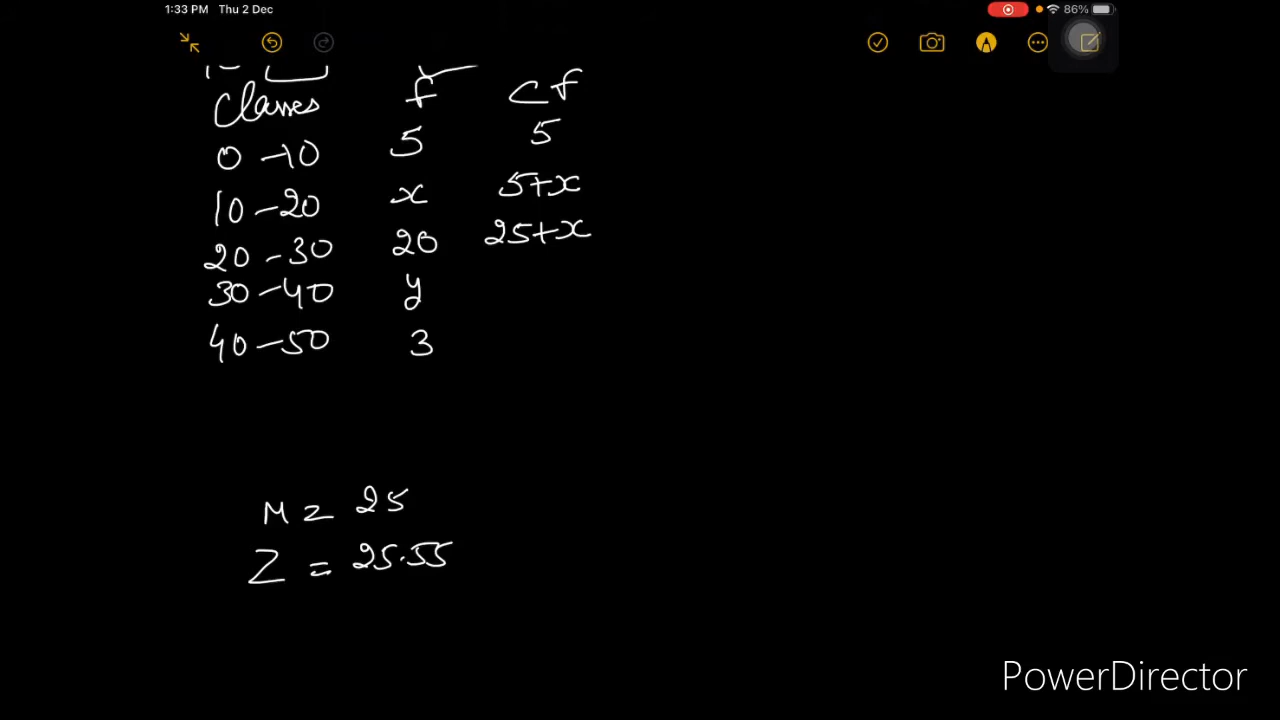 1:33 PM Thu 2 Dec 86%
Classes f cf
0-10 5 5
10-20 x 5+x
20-30 20 25+x
30-40 y
40-50 3
M = 25
Z = 25.55
PowerDirector